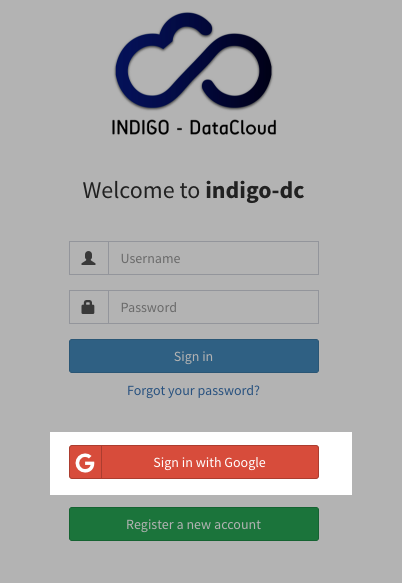 INDIGO - DataCloud
Welcome to indigo-dc
Username
Password
Sign in
Forgot your password?
Sign in with Google
Register a new account